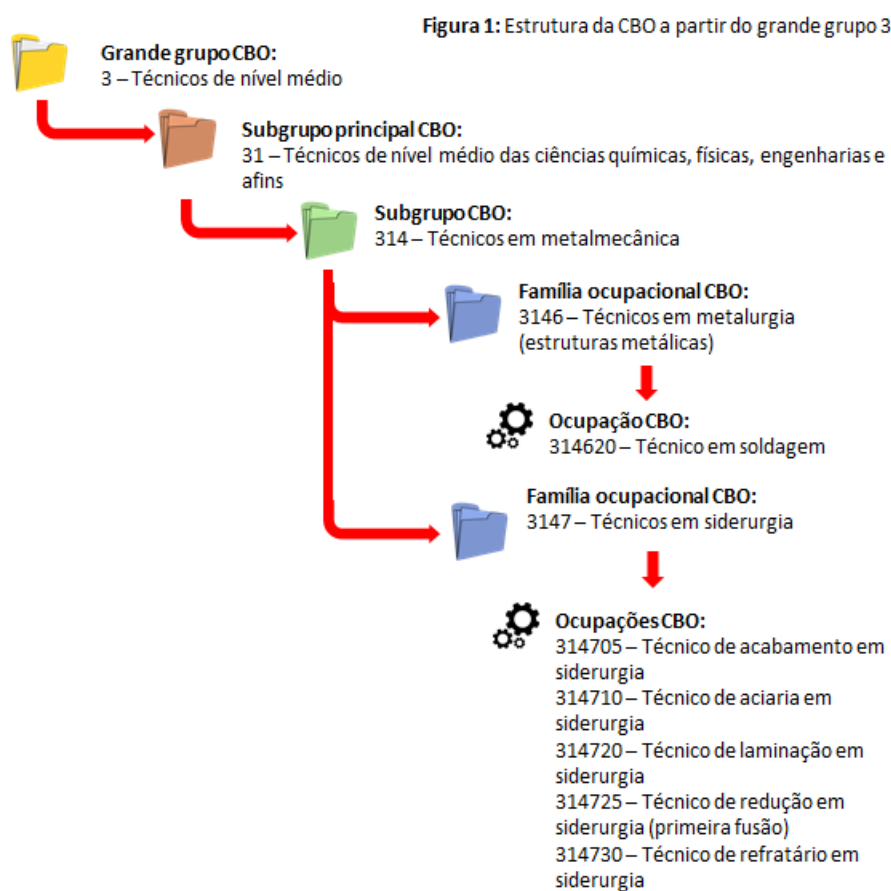 Figura 1: Estrutura da CBO a partir do grande grupo 3
Grande grupo CBO:
3 – Técnicos de nível médio
Subgrupo principal CBO:
31 – Técnicos de nível médio das ciências químicas, físicas, engenharias e
afins
Subgrupo CBO:
314 – Técnicos em metalmecânica
Família ocupacional CBO:
3146 – Técnicos em metalurgia
(estruturas metálicas)
Ocupação CBO:
314620 – Técnico em soldagem
Família ocupacional CBO:
3147 – Técnicos em siderurgia
Ocupações CBO:
314705 – Técnico de acabamento em
siderurgia
314710 – Técnico de aciaria em
siderurgia
314720 – Técnico de laminação em
siderurgia
314725 – Técnico de redução em
siderurgia (primeira fusão)
314730 – Técnico de refratário em
siderurgia